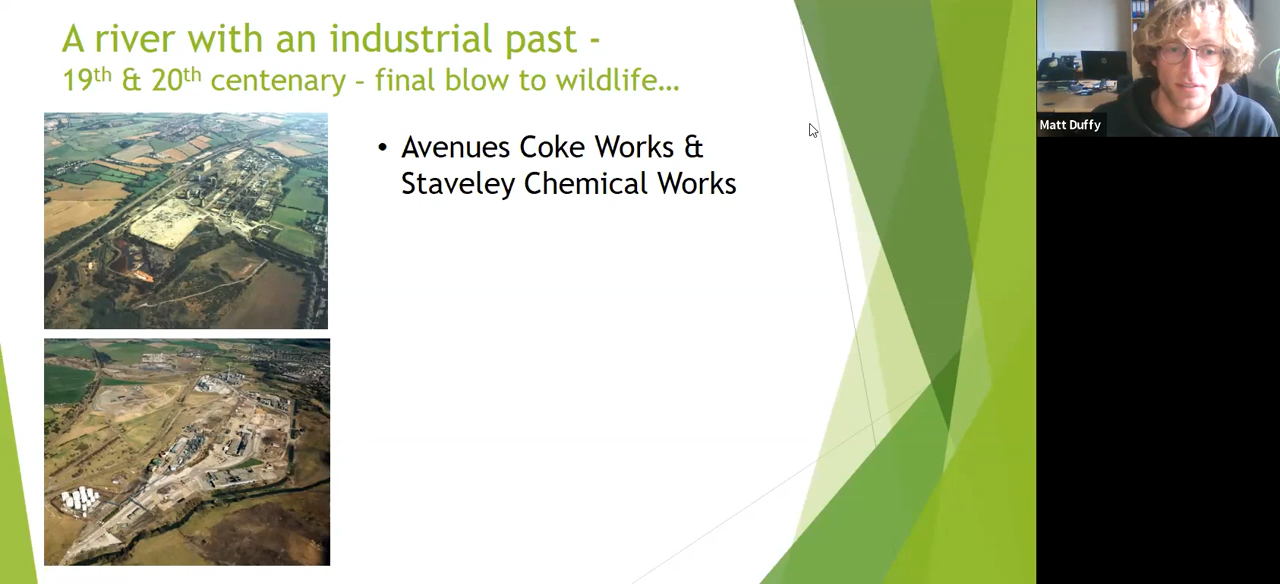 A river with an industrial past -
19th & 20th centenary – final blow to wildlife…
• Avenues Coke Works &
Staveley Chemical Works
Matt Duffy